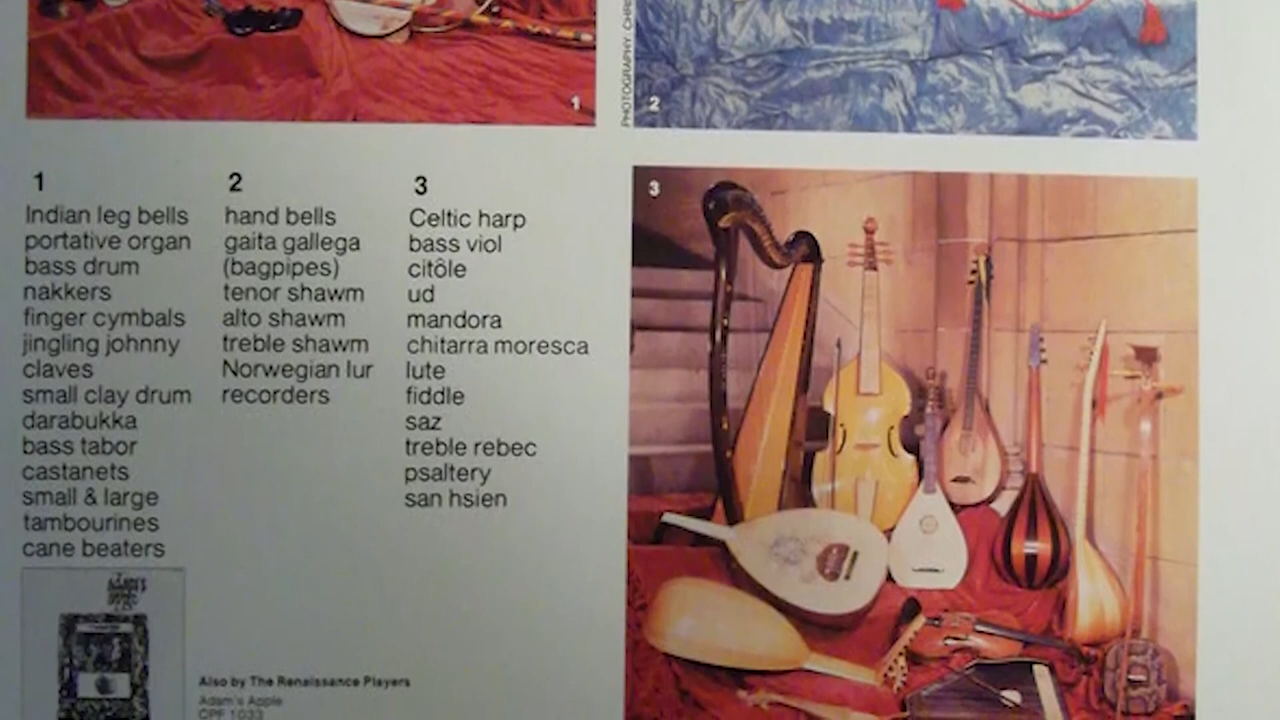 1
PHOTOGRAPHY: CHRIS
2
1
Indian leg bells
portative organ
bass drum
nakkers
finger cymbals
jingling johnny
claves
small clay drum
darabukka
bass tabor
castanets
small & large
tambourines
cane beaters
2
hand bells
gaita gallega
(bagpipes)
tenor shawm
alto shawm
treble shawm
Norwegian lur
recorders
3
Celtic harp
bass viol
citôle
ud
mandora
chitarra moresca
lute
fiddle
saz
treble rebec
psaltery
san hsien
3
Also by The Renaissance Players
Adam's Apple
CPF 1033